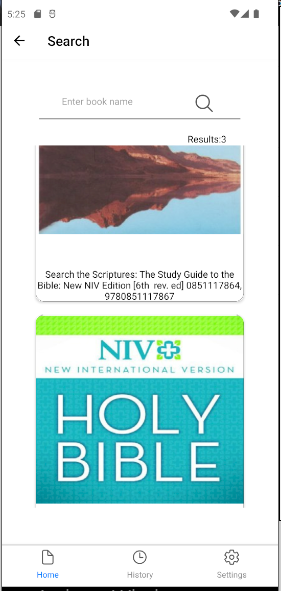 5:25
Search
Enter book name
Results:3
Search the Scriptures: The Study Guide to the
Bible: New NIV Edition [6th rev. ed] 0851117864,
9780851117867
NIV
NEW INTERNATIONAL VERSION
HOLY
BIBLE
Home
History
Settings